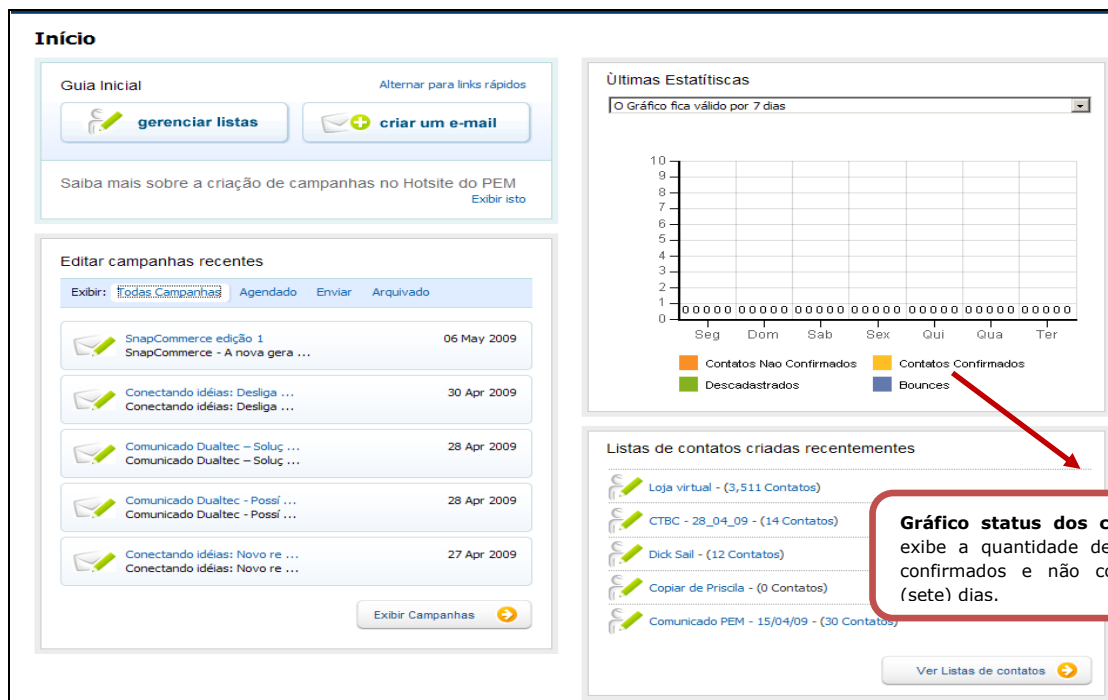 Início
Guia Inicial
Alternar para links rápidos
gerenciar listas
criar um e-mail
Saiba mais sobre a criação de campanhas no Hotsite do PEM
Exibir isto
Editar campanhas recentes
Exibir: Todas Campanhas Agendado Enviar Arquivado
SnapCommerce edição 1 06 May 2009
SnapCommerce - A nova gera ...
Conectando idéias: Desliga ... 30 Apr 2009
Conectando idéias: Desliga ...
Comunicado Dualtec – Soluç ... 28 Apr 2009
Comunicado Dualtec – Soluç ...
Comunicado Dualtec - Possí ... 28 Apr 2009
Comunicado Dualtec - Possí ...
Conectando idéias: Novo re ... 27 Apr 2009
Conectando idéias: Novo re ...
Exibir Campanhas
Ùltimas Estatítiscas
O Gráfico fica válido por 7 dias
10
9
8
7
6
5
4
3
2
1
0
0 0 0 0 0 0 0 0 0 0 0 0 0 0 0 0 0 0 0 0 0 0 0 0 0 0 0 0 0 0 0 0 0 0 0
Seg Dom Sab Sex Qui Qua Ter
Contatos Nao Confirmados Contatos Confirmados
Descadastrados Bounces
Listas de contatos criadas recentementes
Loja virtual - (3,511 Contatos)
CTBC - 28_04_09 - (14 Contatos)
Dick Sail - (12 Contatos)
Copiar de Priscila - (0 Contatos)
Comunicado PEM - 15/04/09 - (30 Contatos)
Ver Listas de contatos
Gráfico status dos c
exibe a quantidade de
confirmados e não co
(sete) dias.